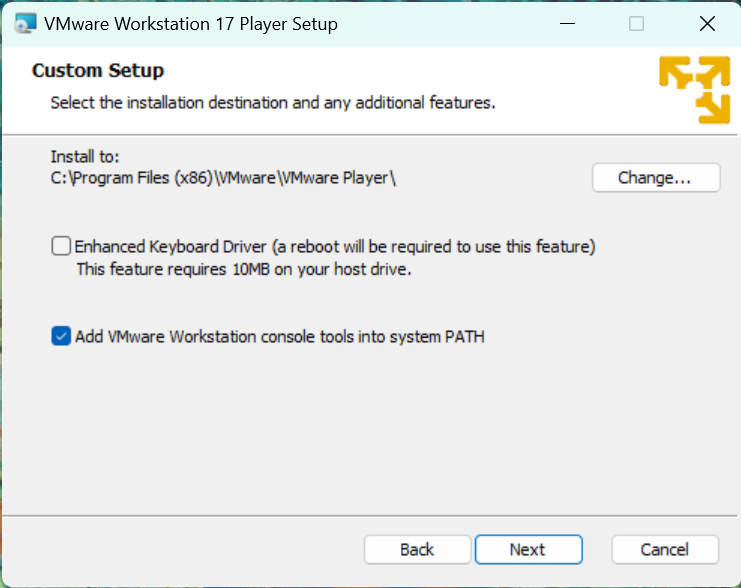 VMware Workstation 17 Player Setup
Custom Setup
Select the installation destination and any additional features.
Install to:
C:\Program Files (x86)\VMware\VMware Player\
Change...
Enhanced Keyboard Driver (a reboot will be required to use this feature)
This feature requires 10MB on your host drive.
Add VMware Workstation console tools into system PATH
Back
Next
Cancel